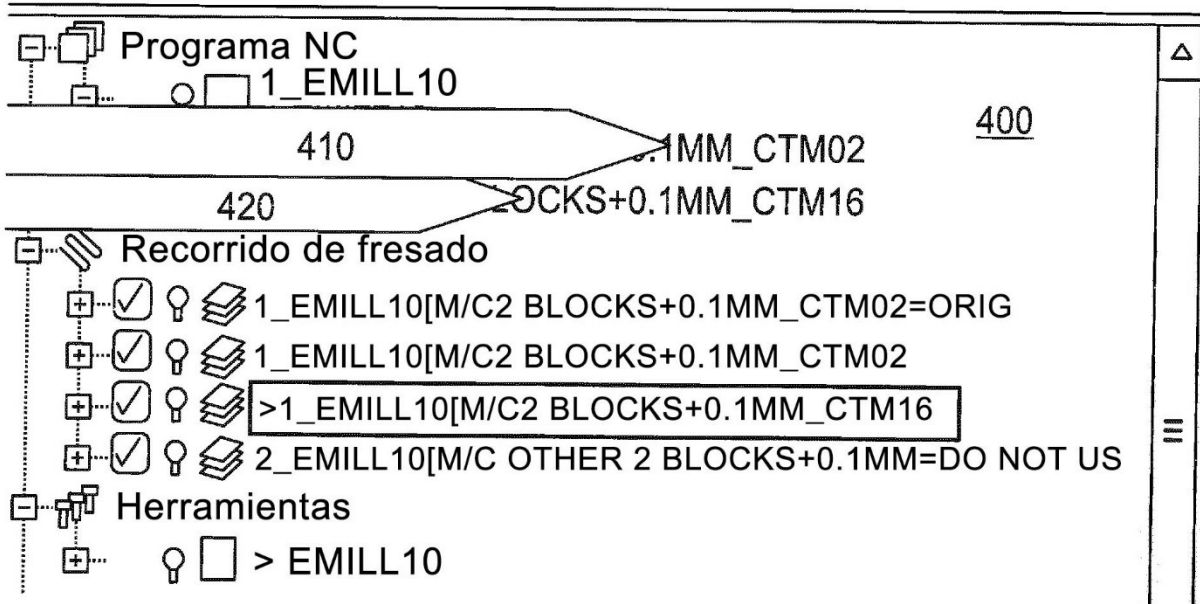 Programa NC
1_EMILL10
400
410
.1MM_CTM02
420
OCKS+0.1MM_CTM16
Recorrido de fresado
1_EMILL10[M/C2 BLOCKS+0.1MM_CTM02=ORIG
1_EMILL10[M/C2 BLOCKS+0.1MM_CTM02
>1_EMILL10[M/C2 BLOCKS+0.1MM_CTM16
2_EMILL10[M/C OTHER 2 BLOCKS+0.1MM=DO NOT US
Herramientas
> EMILL10